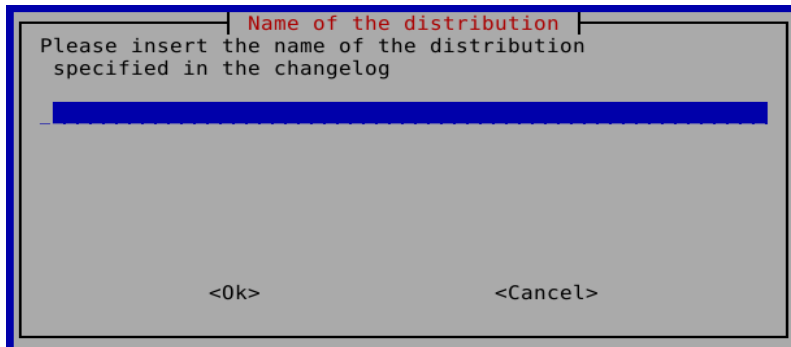 Name of the distribution
Please insert the name of the distribution
specified in the changelog
<Ok> <Cancel>